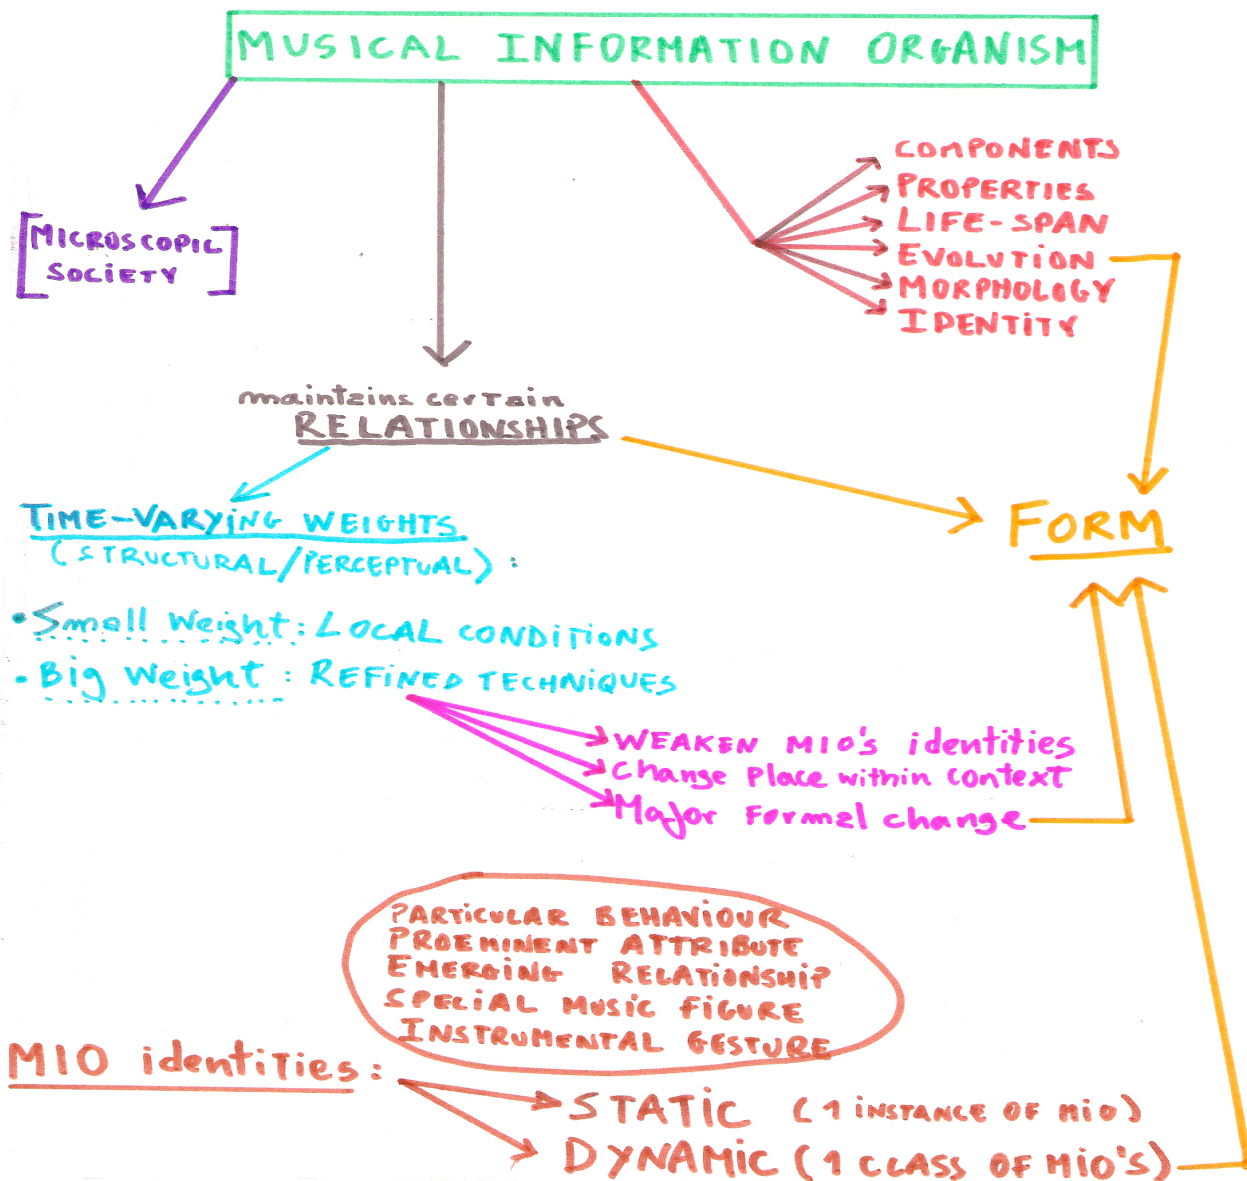 MUSICAL INFORMATION ORGANISM
COMPONENTS
PROPERTIES
LIFE-SPAN
EVOLUTION
MORPHOLOGY
IDENTITY
[MICROSCOPIC
SOCIETY]
maintains certain
RELATIONSHIPS
TIME-VARYING WEIGHTS
(STRUCTURAL/PERCEPTUAL):
FORM
• Small Weight: LOCAL CONDITIONS
• Big Weight: REFINED TECHNIQUES
WEAKEN MIO's identities
Change Place within context
Major Formal change
PARTICULAR BEHAVIOUR
PROEMINENT ATTRIBUTE
EMERGING RELATIONSHIP
SPECIAL MUSIC FIGURE
INSTRUMENTAL GESTURE
MIO identities:
STATIC (1 INSTANCE OF MIO)
DYNAMIC (1 CLASS OF MIO'S)